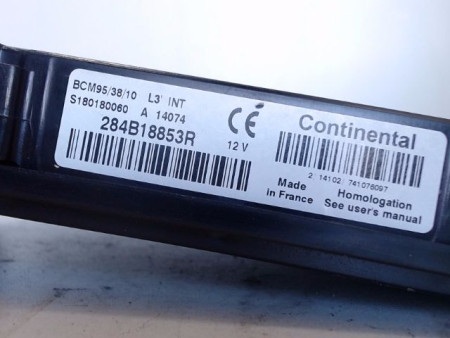 BCM95/38/10 L3' INT
S180180060 A 14074
284B18853R
12 V
Continental
2 14102 741076097
Made
in France
Homologation
See user's manual